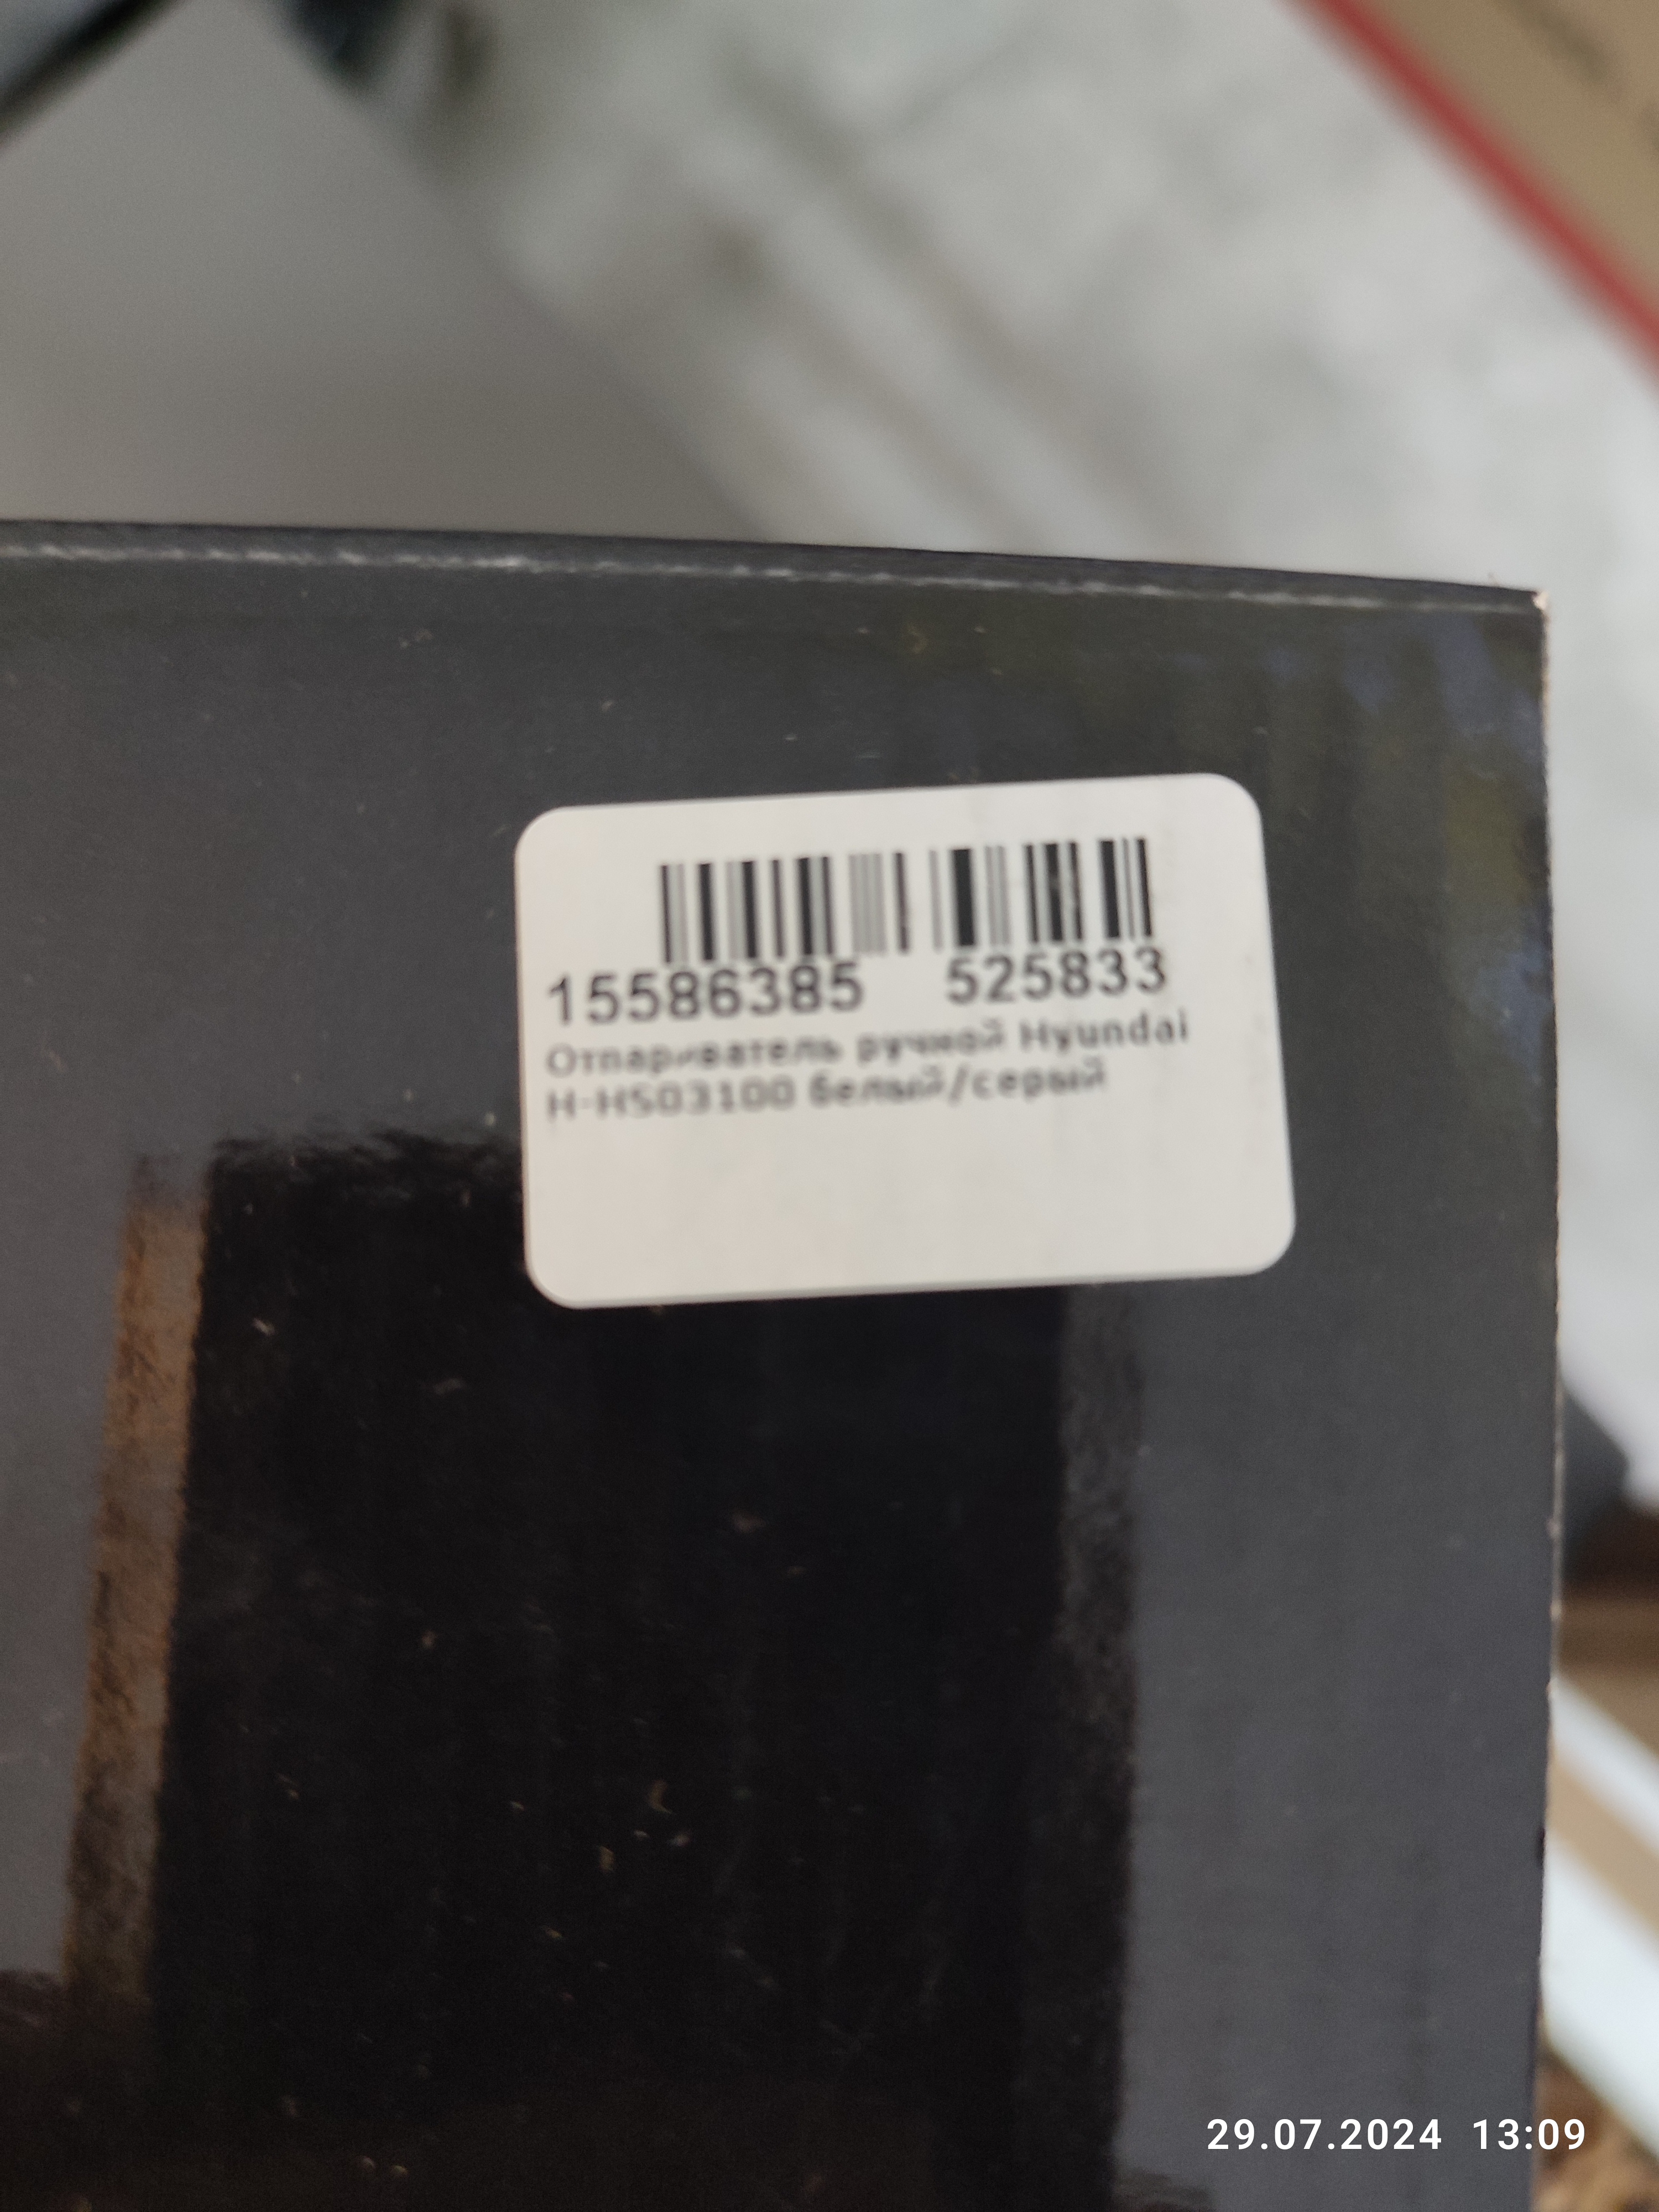 15586385 525833
Отпариватель ручной Hyundai
H-HS03100 белый/серый
29.07.2024 13:09